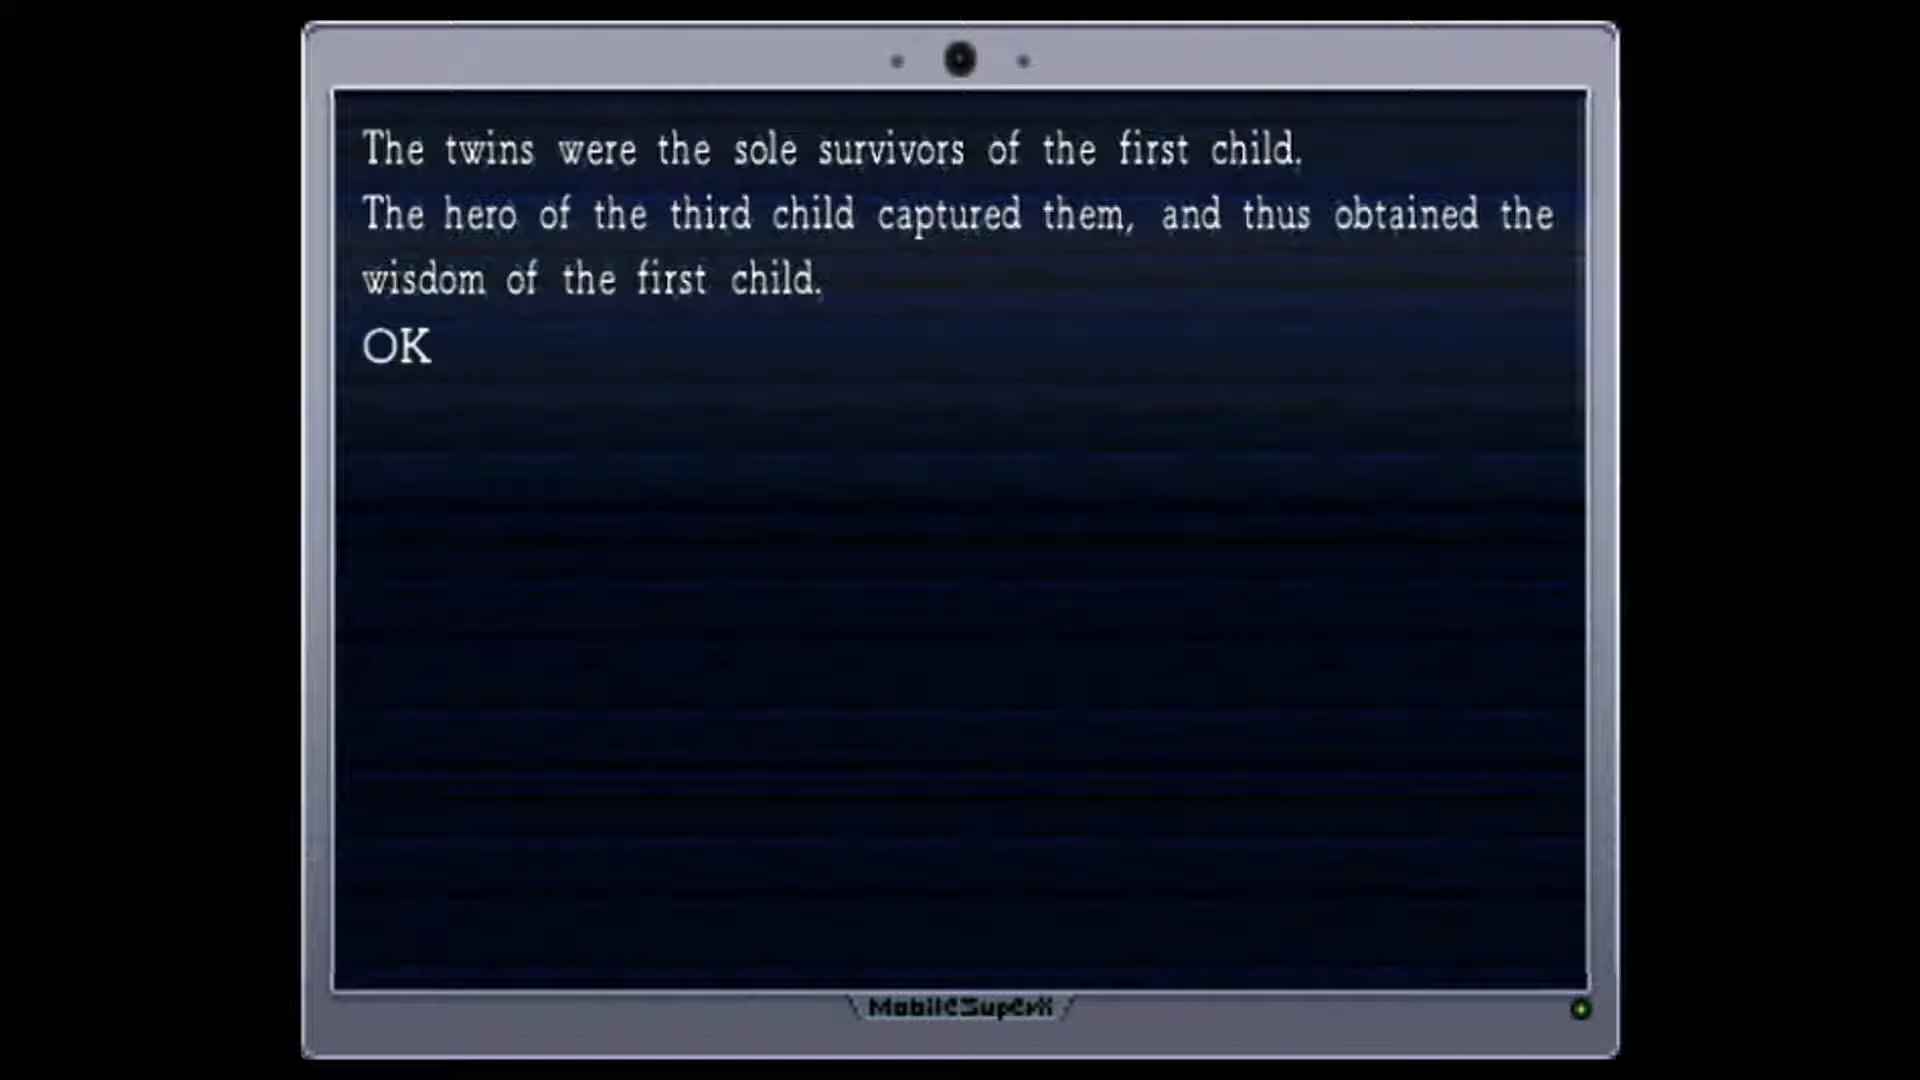 The twins were the sole survivors of the first child.
The hero of the third child captured them, and thus obtained the
wisdom of the first child.
OK
MobileSuperX